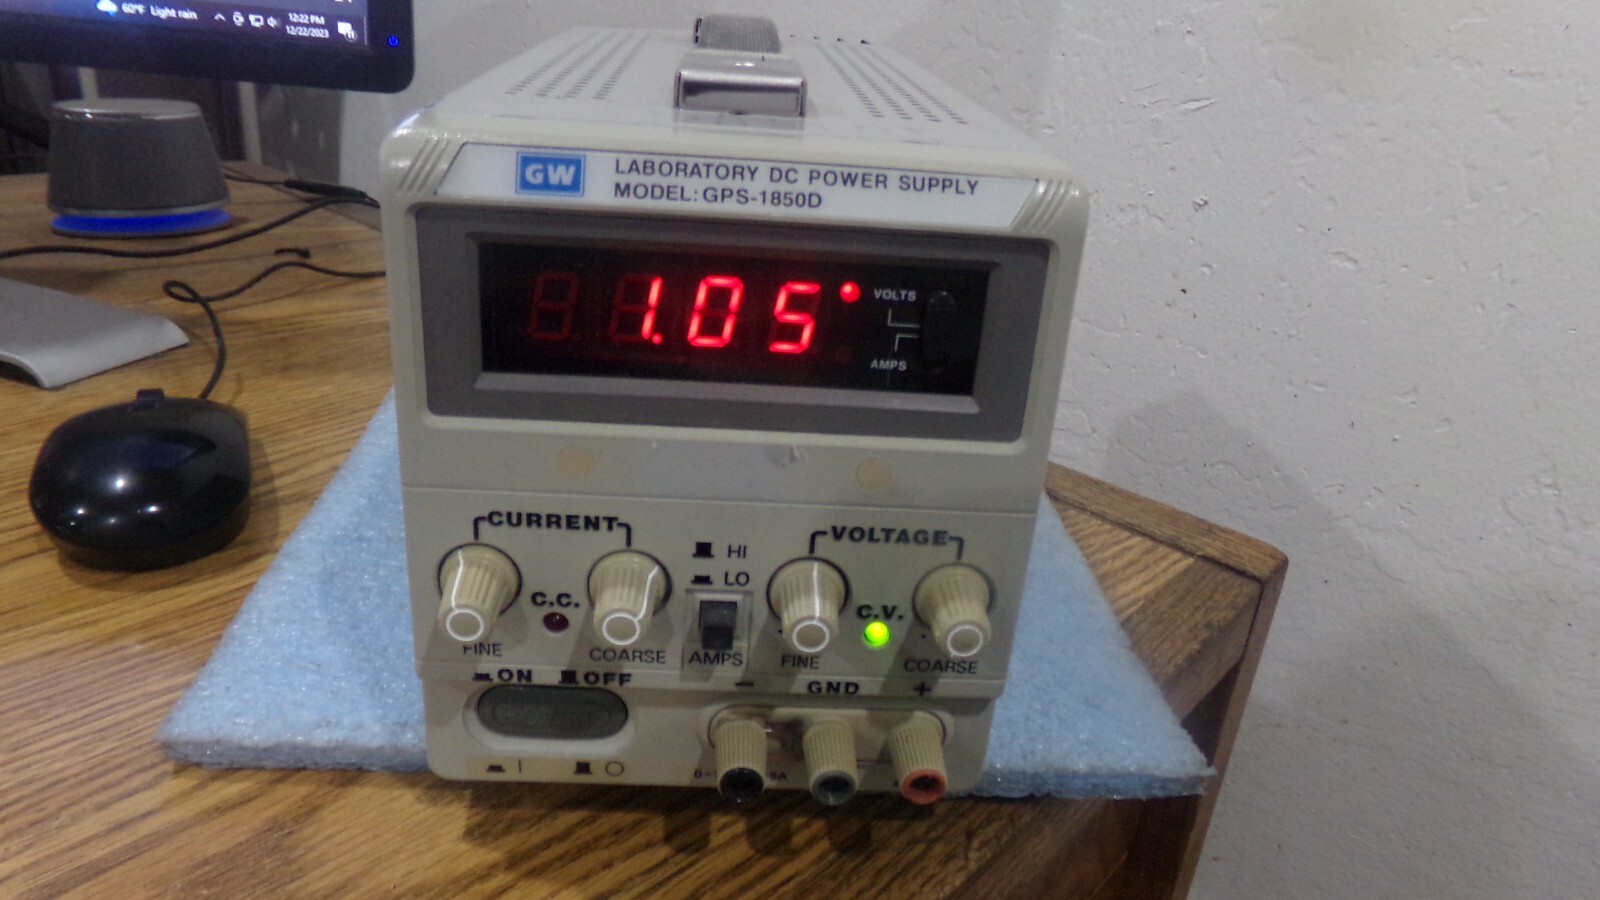 60°F Light rain
12:22 PM
12/22/2023
GW
LABORATORY DC POWER SUPPLY
MODEL: GPS-1850D
1.05
VOLTS
AMPS
CURRENT
VOLTAGE
HI
LO
C.C.
C.V.
FINE
COARSE
AMPS
FINE
COARSE
ON
OFF
− GND +